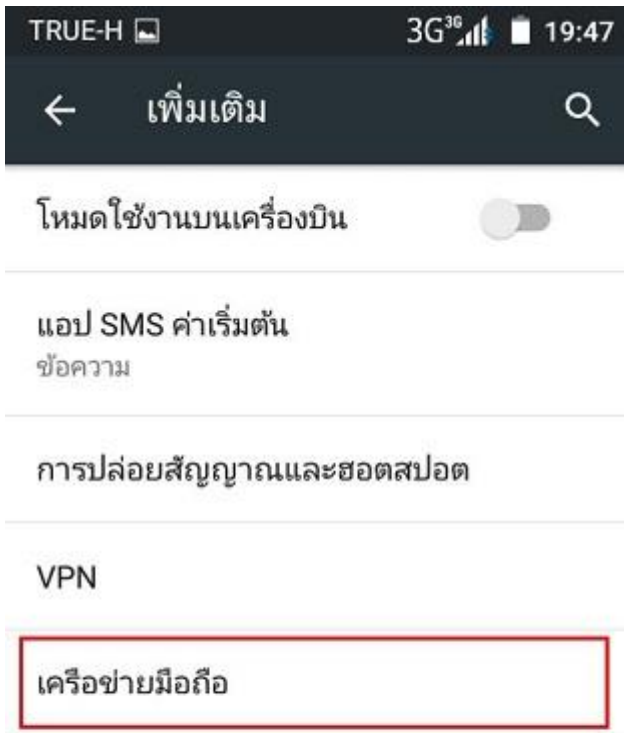 TRUE-H 3G 3G 19:47
เพิ่มเติม
โหมดใช้งานบนเครื่องบิน
แอป SMS ค่าเริ่มต้น
ข้อความ
การปล่อยสัญญาณและฮอตสปอต
VPN
เครือข่ายมือถือ